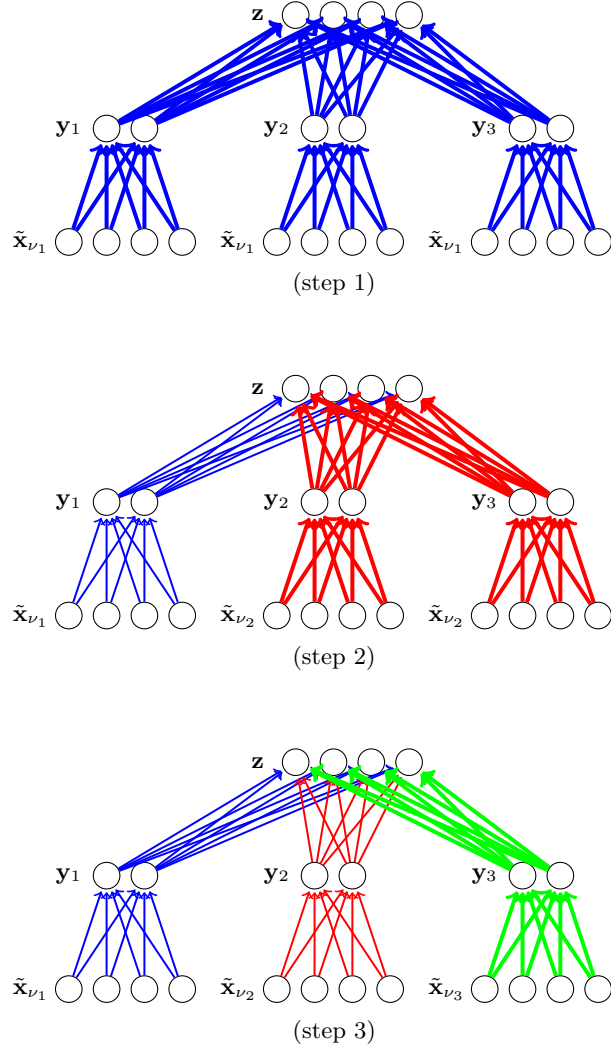 z
y₁ y₂ y₃
x̃ν₁ x̃ν₁ x̃ν₁
(step 1)
z
y₁ y₂ y₃
x̃ν₁ x̃ν₂ x̃ν₂
(step 2)
z
y₁ y₂ y₃
x̃ν₁ x̃ν₂ x̃ν₃
(step 3)